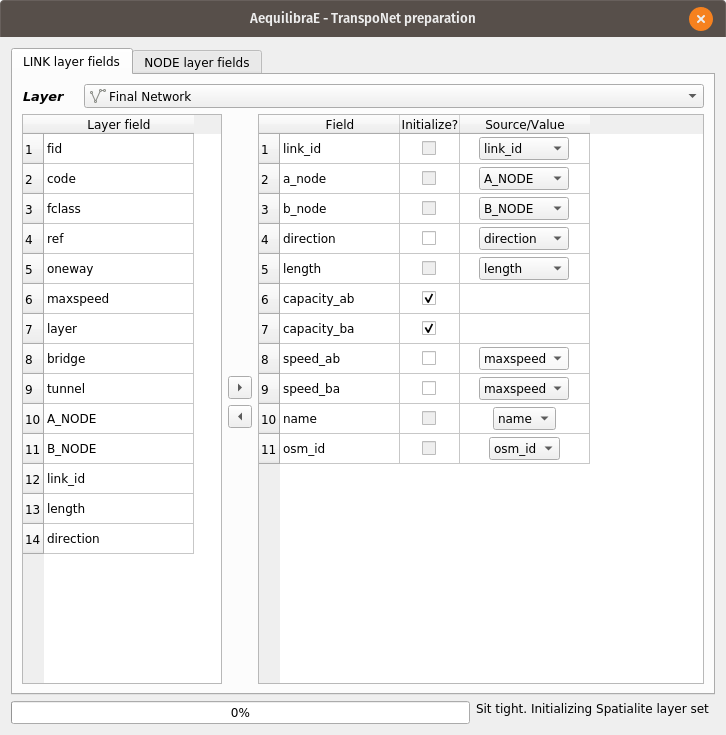 AequilibraE - TranspoNet preparation
LINK layer fields
NODE layer fields
Layer
Final Network
Layer field
1 fid
2 code
3 fclass
4 ref
5 oneway
6 maxspeed
7 layer
8 bridge
9 tunnel
10 A_NODE
11 B_NODE
12 link_id
13 length
14 direction
Field Initialize? Source/Value
1 link_id link_id
2 a_node A_NODE
3 b_node B_NODE
4 direction direction
5 length length
6 capacity_ab
7 capacity_ba
8 speed_ab maxspeed
9 speed_ba maxspeed
10 name name
11 osm_id osm_id
0%
Sit tight. Initializing Spatialite layer set